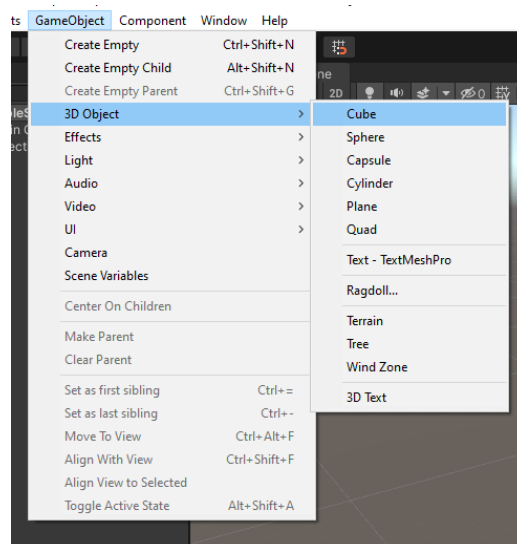 ts GameObject Component Window Help
Create Empty Ctrl+Shift+N
Create Empty Child Alt+Shift+N
Create Empty Parent Ctrl+Shift+G
3D Object >
Effects >
Light >
Audio >
Video >
UI >
Camera
Scene Variables
Center On Children
Make Parent
Clear Parent
Set as first sibling Ctrl+=
Set as last sibling Ctrl+-
Move To View Ctrl+Alt+F
Align With View Ctrl+Shift+F
Align View to Selected
Toggle Active State Alt+Shift+A
ne
2D 0
Cube
Sphere
Capsule
Cylinder
Plane
Quad
Text - TextMeshPro
Ragdoll...
Terrain
Tree
Wind Zone
3D Text